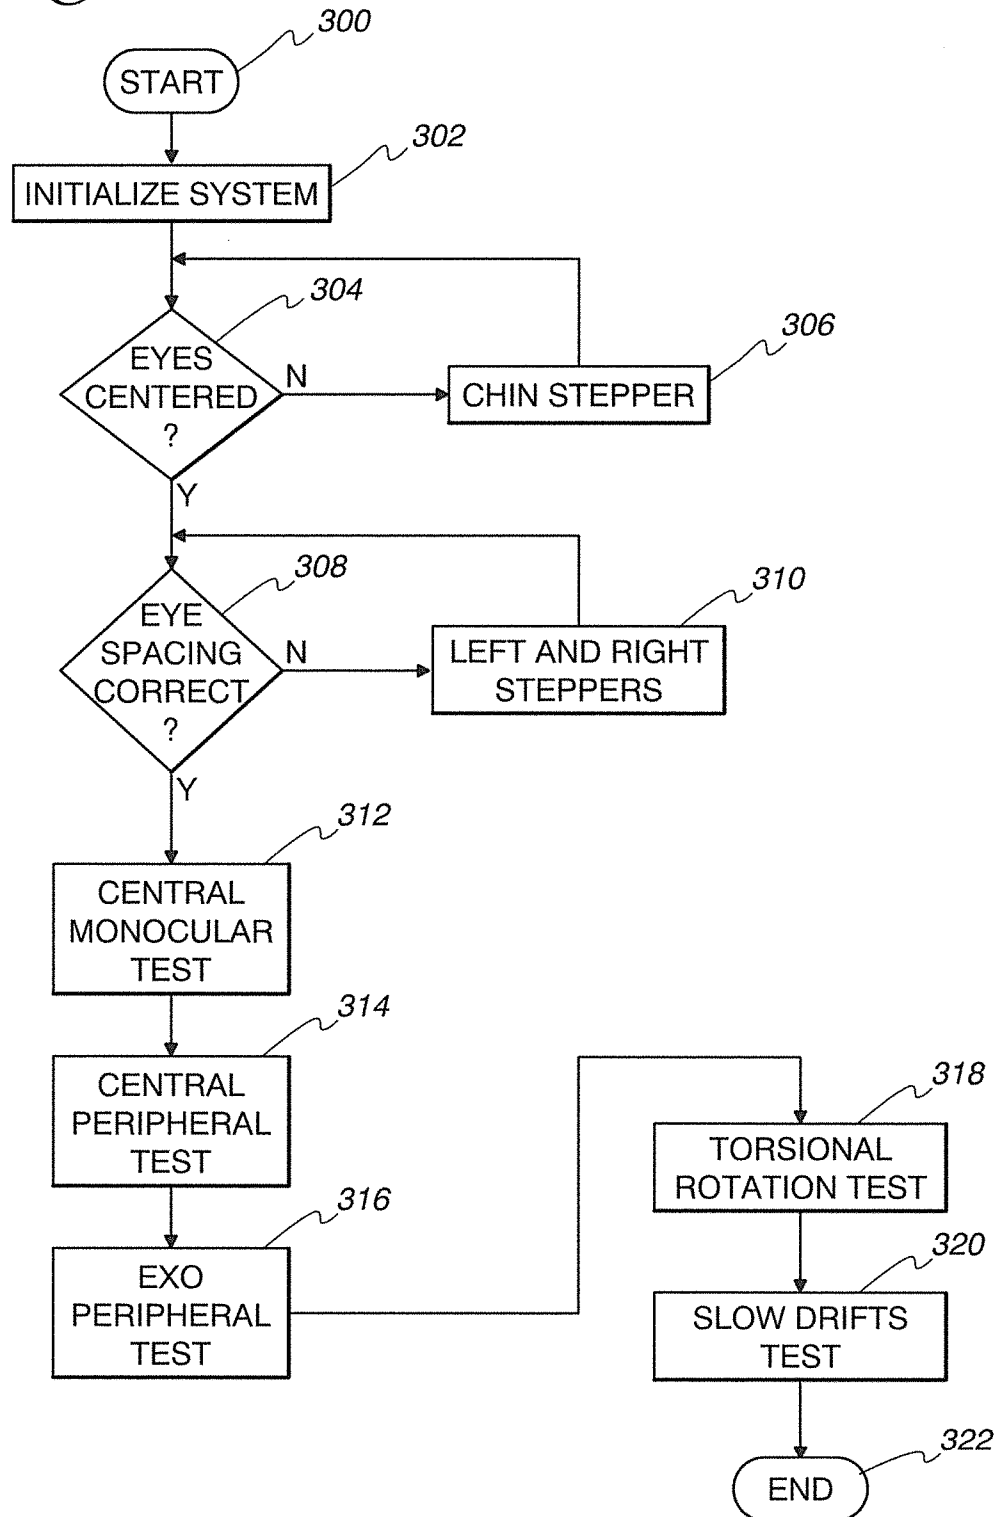 300
START
302
INITIALIZE SYSTEM
304
EYES
CENTERED
?
N
306
CHIN STEPPER
Y
308
EYE
SPACING
CORRECT
?
N
310
LEFT AND RIGHT
STEPPERS
Y
312
CENTRAL
MONOCULAR
TEST
314
CENTRAL
PERIPHERAL
TEST
316
EXO
PERIPHERAL
TEST
318
TORSIONAL
ROTATION TEST
320
SLOW DRIFTS
TEST
322
END